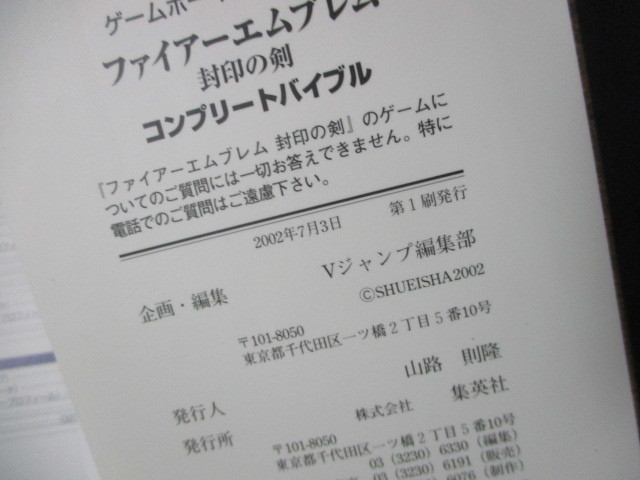 ゲームボー
ファイアーエムブレム
封印の剣
コンプリートバイブル
『ファイアーエムブレム 封印の剣』のゲームに
ついてのご質問には一切お答えできません。特に
電話でのご質問はご遠慮下さい。
2002年7月3日 第1刷発行
企画・編集 Vジャンプ編集部
©SHUEISHA2002
〒101-8050
東京都千代田区一ツ橋2丁目5番10号
発行人 山路 則隆
発行所 株式会社 集英社
〒101-8050
東京都千代田区一ツ橋2丁目5番10号
03 (3230) 6330 (編集)
03 (3230) 6191 (販売)
6076 (制作)